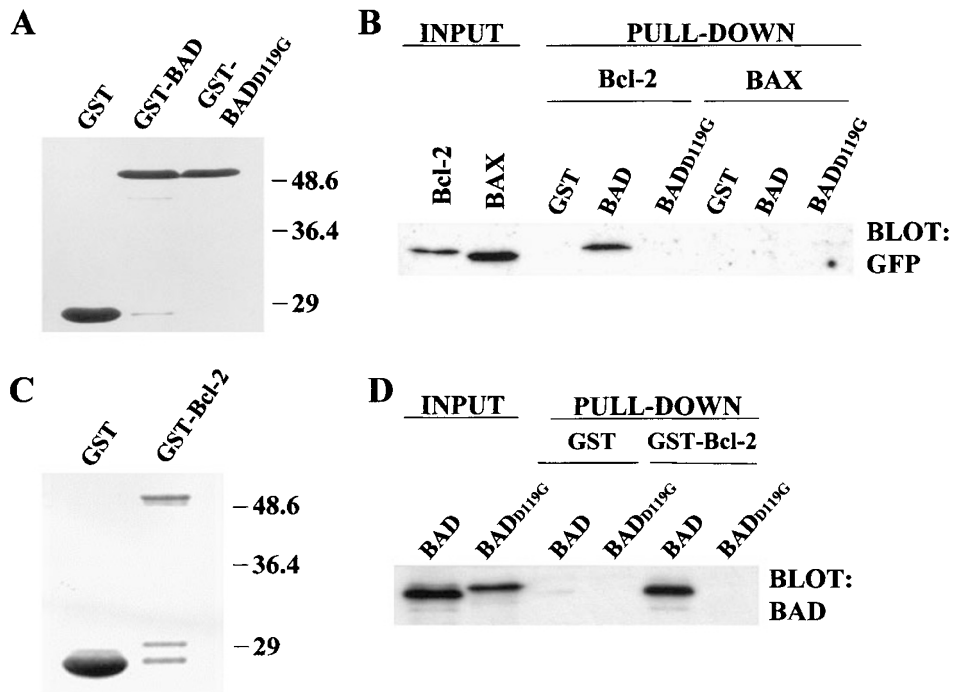 A
GST
GST-BAD
GST-
BADD119G
48.6
36.4
29
B
INPUT
PULL-DOWN
Bcl-2
BAX
Bcl-2
BAX
GST
BAD
BADD119G
GST
BAD
BADD119G
BLOT:
GFP
C
GST
GST-Bcl-2
48.6
36.4
29
D
INPUT
PULL-DOWN
GST
GST-Bcl-2
BAD
BADD119G
BAD
BADD119G
BAD
BADD119G
BLOT:
BAD